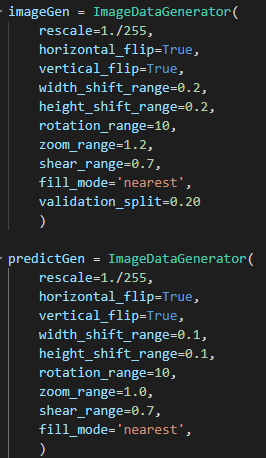 imageGen = ImageDataGenerator(
    rescale=1./255,
    horizontal_flip=True,
    vertical_flip=True,
    width_shift_range=0.2,
    height_shift_range=0.2,
    rotation_range=10,
    zoom_range=1.2,
    shear_range=0.7,
    fill_mode='nearest',
    validation_split=0.20
    )
predictGen = ImageDataGenerator(
    rescale=1./255,
    horizontal_flip=True,
    vertical_flip=True,
    width_shift_range=0.1,
    height_shift_range=0.1,
    rotation_range=10,
    zoom_range=1.0,
    shear_range=0.7,
    fill_mode='nearest',
    )